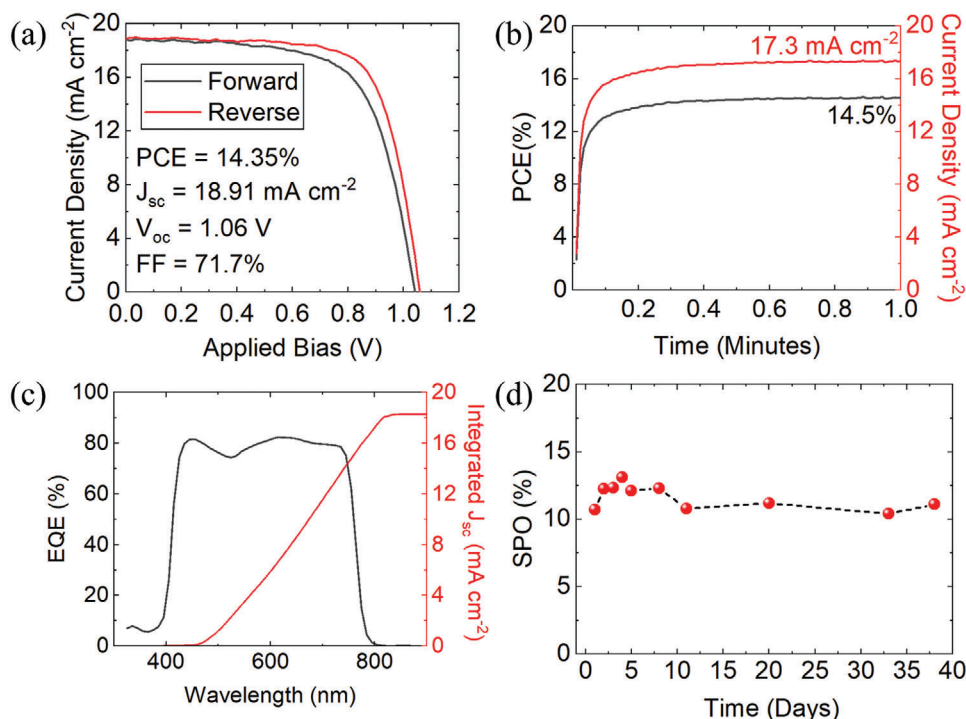 (a)
Current Density (mA cm-2)
20
16
12
8
4
0
Forward
Reverse
PCE = 14.35%
Jsc = 18.91 mA cm-2
Voc = 1.06 V
FF = 71.7%
0.0 0.2 0.4 0.6 0.8 1.0 1.2
Applied Bias (V)
(b)
PCE(%)
20
16
12
8
4
0
17.3 mA cm-2
14.5%
20
16
12
8
4
0
Current Density (mA cm-2)
0.2 0.4 0.6 0.8 1.0
Time (Minutes)
(c)
EQE (%)
100
80
60
40
20
0
20
16
12
8
4
0
Integrated Jsc (mA cm-2)
400 600 800
Wavelength (nm)
(d)
SPO (%)
20
15
10
5
0
0 5 10 15 20 25 30 35 40
Time (Days)